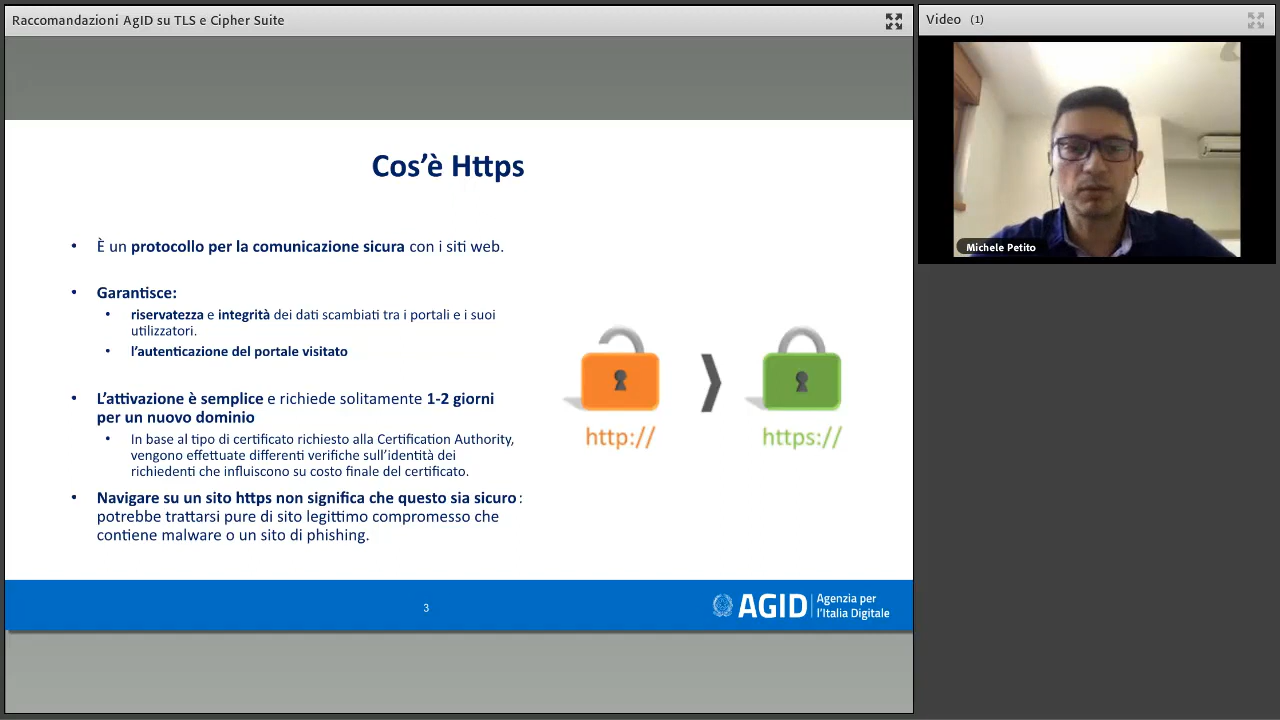 Raccomandazioni AgID su TLS e Cipher Suite
Video (1)
Michele Petito
Cos’è Https
• È un protocollo per la comunicazione sicura con i siti web.
• Garantisce:
• riservatezza e integrità dei dati scambiati tra i portali e i suoi
utilizzatori.
• l’autenticazione del portale visitato
• L’attivazione è semplice e richiede solitamente 1-2 giorni
per un nuovo dominio
• In base al tipo di certificato richiesto alla Certification Authority,
vengono effettuate differenti verifiche sull’identità dei
richiedenti che influiscono su costo finale del certificato.
• Navigare su un sito https non significa che questo sia sicuro:
potrebbe trattarsi pure di sito legittimo compromesso che
contiene malware o un sito di phishing.
http://
https://
3
AGID
Agenzia per
l’Italia Digitale